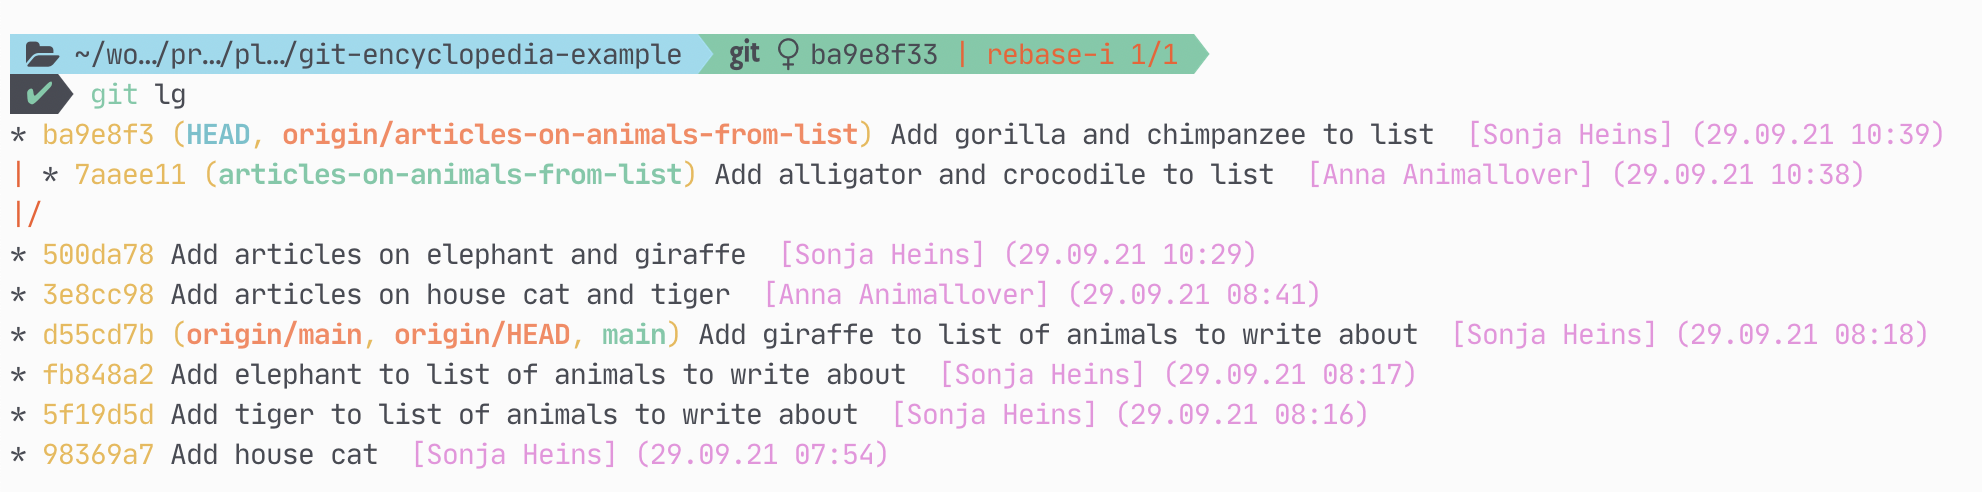 ~/wo…/pr…/pl…/git-encyclopedia-example git ba9e8f33 | rebase-i 1/1
✔ git lg
* ba9e8f3 (HEAD, origin/articles-on-animals-from-list) Add gorilla and chimpanzee to list [Sonja Heins] (29.09.21 10:39)
| * 7aaee11 (articles-on-animals-from-list) Add alligator and crocodile to list [Anna Animallover] (29.09.21 10:38)
|/
* 500da78 Add articles on elephant and giraffe [Sonja Heins] (29.09.21 10:29)
* 3e8cc98 Add articles on house cat and tiger [Anna Animallover] (29.09.21 08:41)
* d55cd7b (origin/main, origin/HEAD, main) Add giraffe to list of animals to write about [Sonja Heins] (29.09.21 08:18)
* fb848a2 Add elephant to list of animals to write about [Sonja Heins] (29.09.21 08:17)
* 5f19d5d Add tiger to list of animals to write about [Sonja Heins] (29.09.21 08:16)
* 98369a7 Add house cat [Sonja Heins] (29.09.21 07:54)